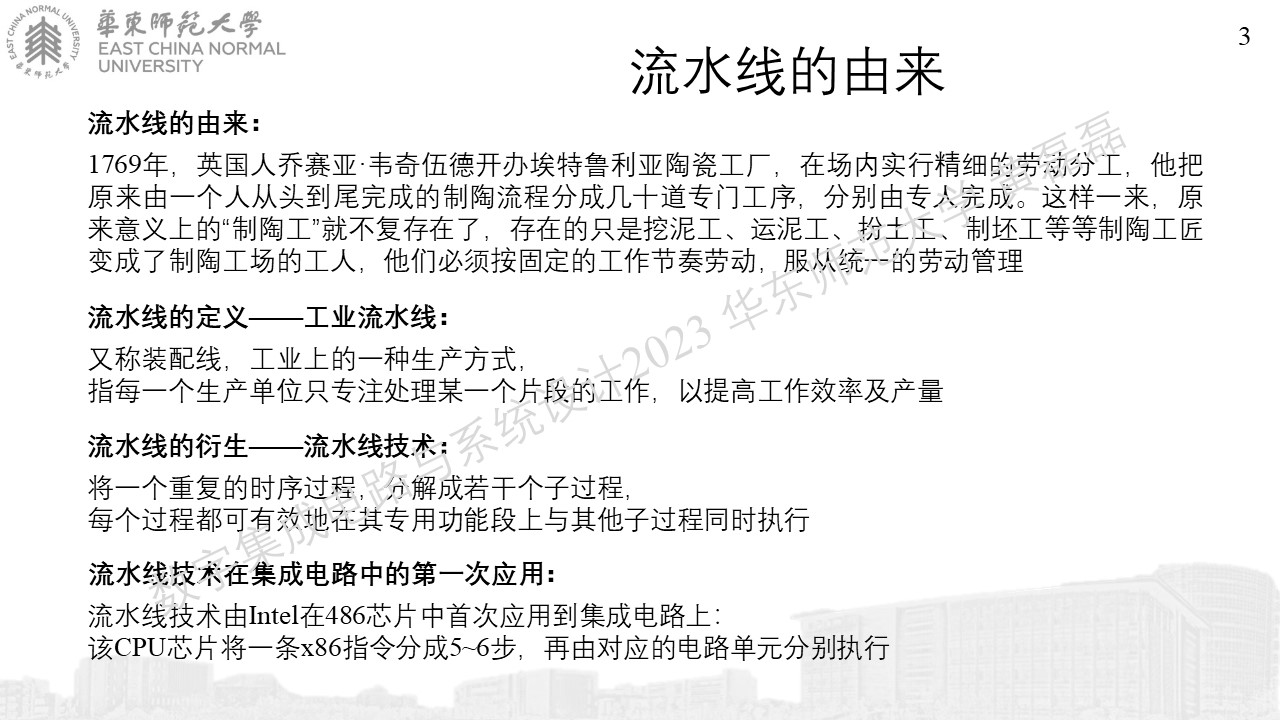 EAST CHINA NORMAL UNIVERSITY
華東師范大學
華東師范大學
EAST CHINA NORMAL
UNIVERSITY
3
流水线的由来
流水线的由来：
1769年，英国人乔赛亚·韦奇伍德开办埃特鲁利亚陶瓷工厂，在场内实行精细的劳动分工，他把
原来由一个人从头到尾完成的制陶流程分成几十道专门工序，分别由专人完成。这样一来，原
来意义上的“制陶工”就不复存在了，存在的只是挖泥工、运泥工、扮土工、制坯工等等制陶工匠
变成了制陶工场的工人，他们必须按固定的工作节奏劳动，服从统一的劳动管理
流水线的定义——工业流水线：
又称装配线，工业上的一种生产方式，
指每一个生产单位只专注处理某一个片段的工作，以提高工作效率及产量
流水线的衍生——流水线技术：
将一个重复的时序过程，分解成若干个子过程，
每个过程都可有效地在其专用功能段上与其他子过程同时执行
流水线技术在集成电路中的第一次应用：
流水线技术由Intel在486芯片中首次应用到集成电路上：
该CPU芯片将一条x86指令分成5~6步，再由对应的电路单元分别执行
数字集成电路与系统设计2023 华东师范大学 黄磊磊